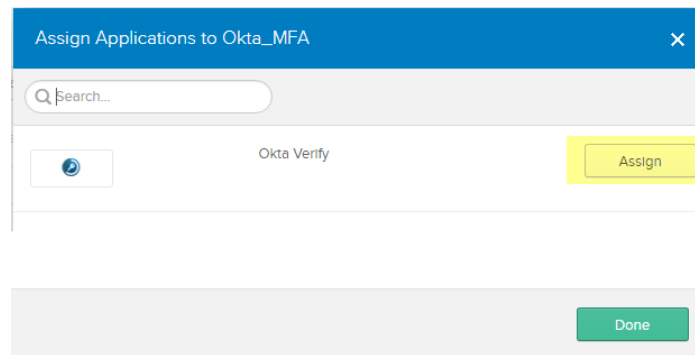 Assign Applications to Okta_MFA
Search...
Okta Verify
Assign
Done